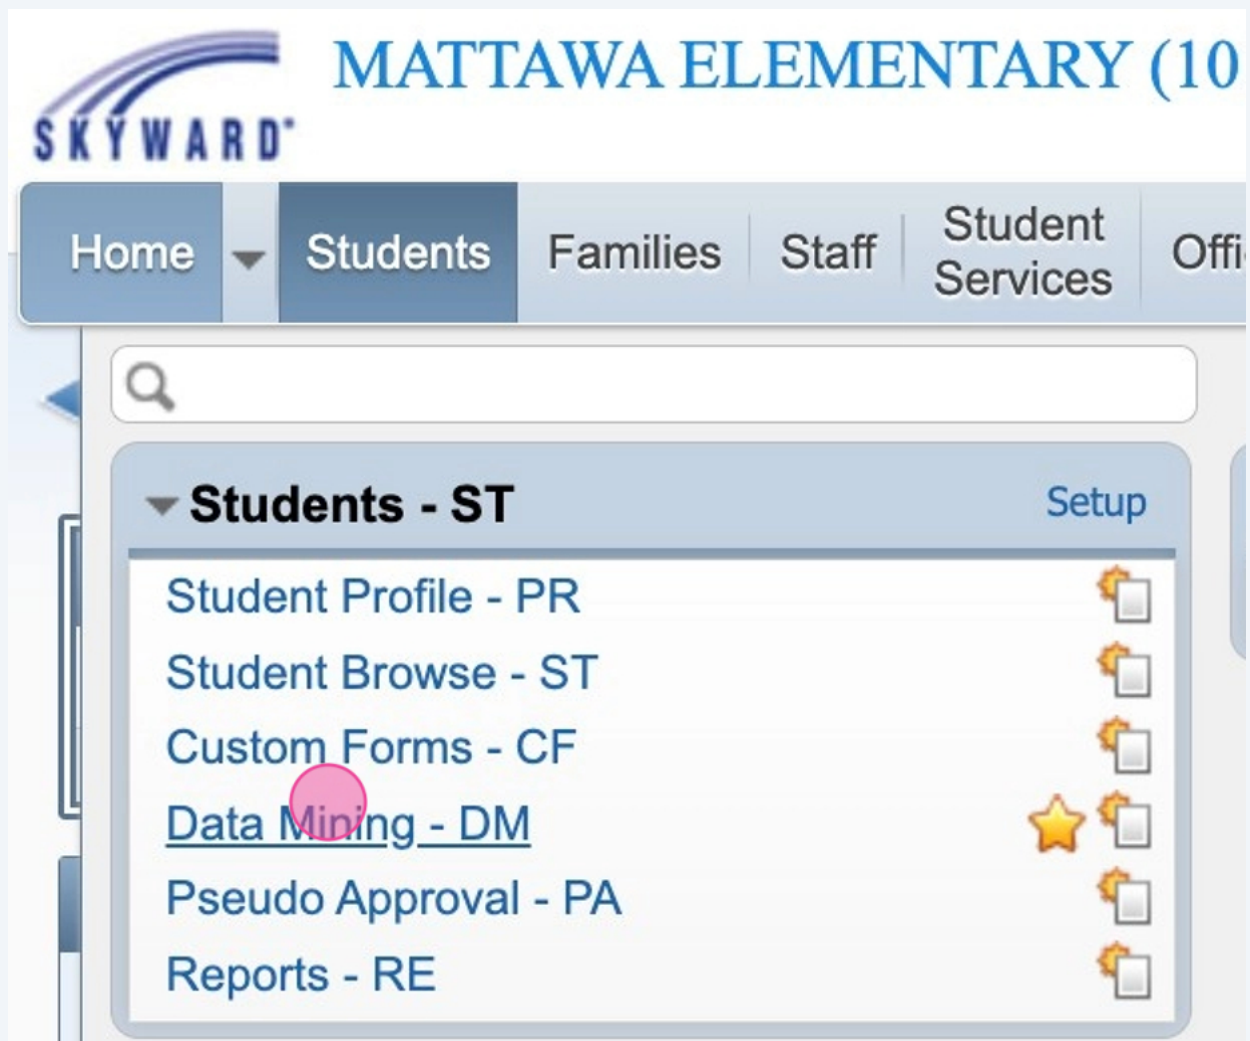 SKYWARD
MATTAWA ELEMENTARY (10
Home
Students
Families
Staff
Student
Services
Offi
Students - ST
Setup
Student Profile - PR
Student Browse - ST
Custom Forms - CF
Data Mining - DM
Pseudo Approval - PA
Reports - RE